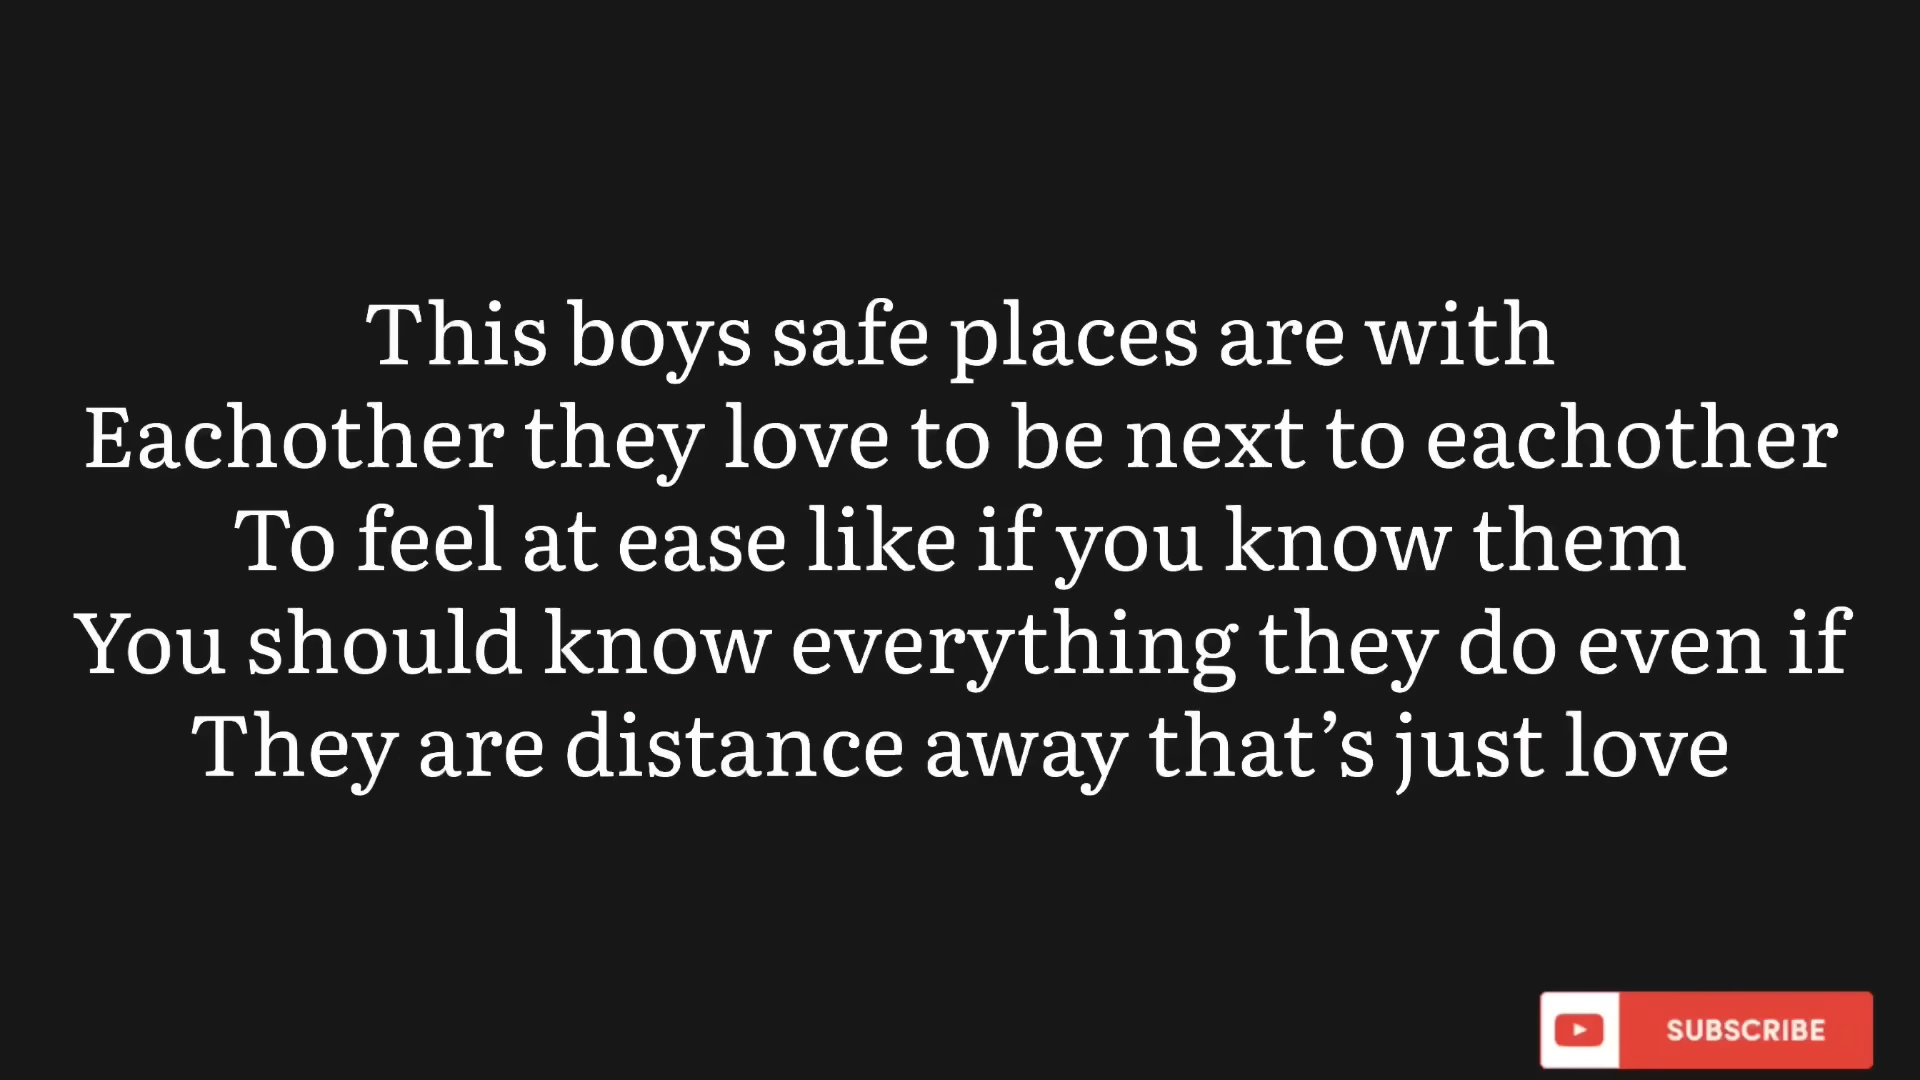 This boys safe places are with
Eachother they love to be next to eachother
To feel at ease like if you know them
You should know everything they do even if
They are distance away that’s just love
SUBSCRIBE